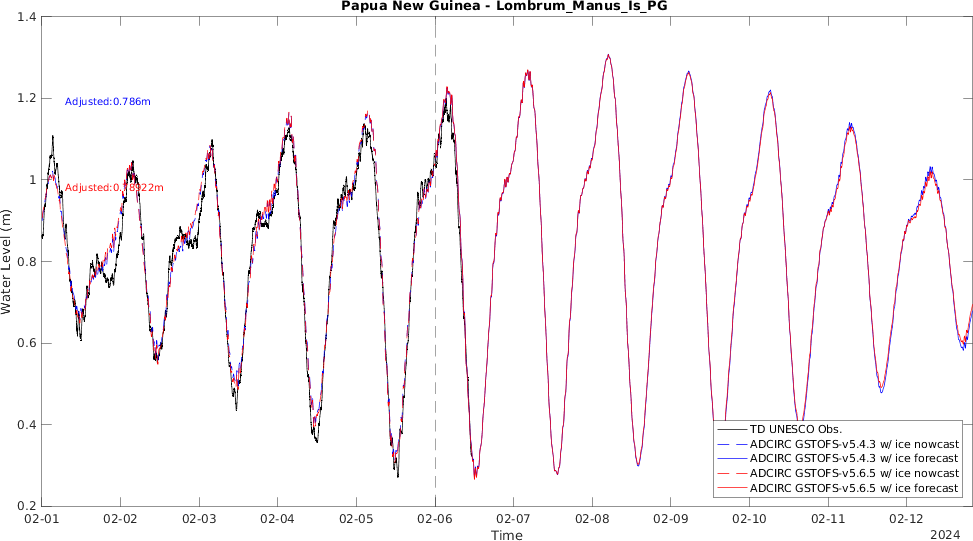 Papua New Guinea - Lombrum_Manus_Is_PG
1.4
1.2
1
0.8
0.6
0.4
0.2
Water Level (m)
Adjusted:0.786m
Adjusted:0.78922m
TD UNESCO Obs.
ADCIRC GSTOFS-v5.4.3 w/ ice nowcast
ADCIRC GSTOFS-v5.4.3 w/ ice forecast
ADCIRC GSTOFS-v5.6.5 w/ ice nowcast
ADCIRC GSTOFS-v5.6.5 w/ ice forecast
02-01 02-02 02-03 02-04 02-05 02-06 02-07 02-08 02-09 02-10 02-11 02-12
Time
2024